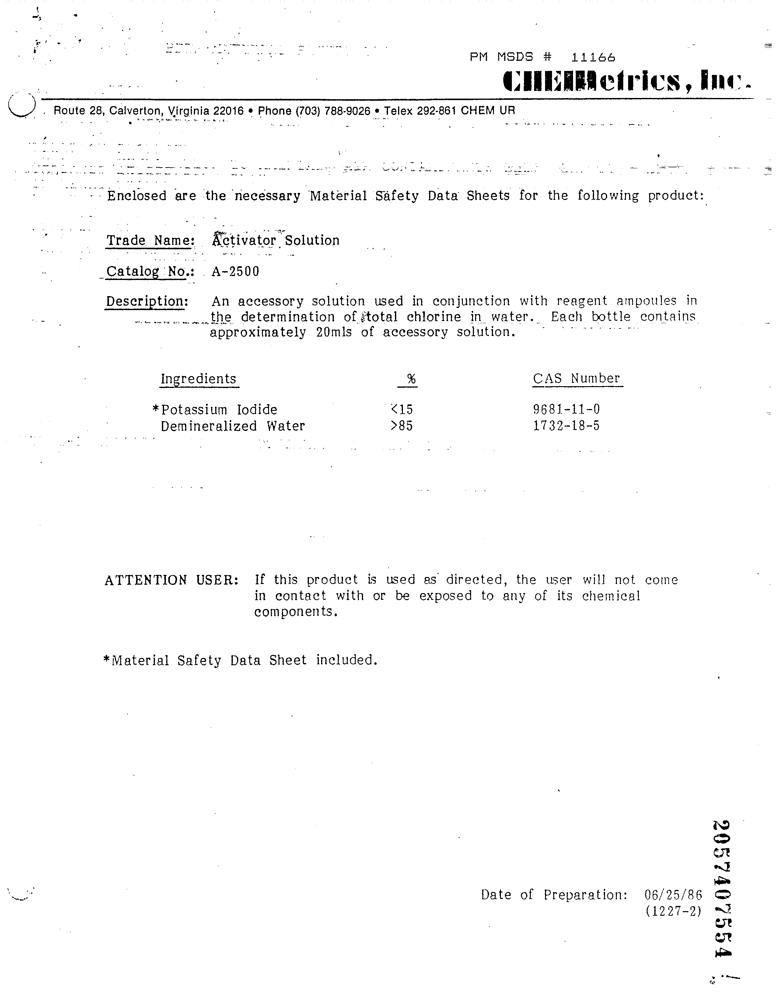 PM MSDS # 11166
CHEMetrics, Inc.
Route 28, Calverton, Virginia 22016 • Phone (703) 788-9026 • Telex 292-861 CHEM UR
Enclosed are the necessary Material Safety Data Sheets for the following product:
Trade Name: Activator Solution
Catalog No.: A-2500
Description: An accessory solution used in conjunction with reagent ampoules in
the determination of total chlorine in water. Each bottle contains
approximately 20mls of accessory solution.
Ingredients % CAS Number
*Potassium Iodide <15 9681-11-0
Demineralized Water >85 1732-18-5
ATTENTION USER: If this product is used as directed, the user will not come
in contact with or be exposed to any of its chemical
components.
*Material Safety Data Sheet included.
Date of Preparation: 06/25/86
(1227-2)
2057407554